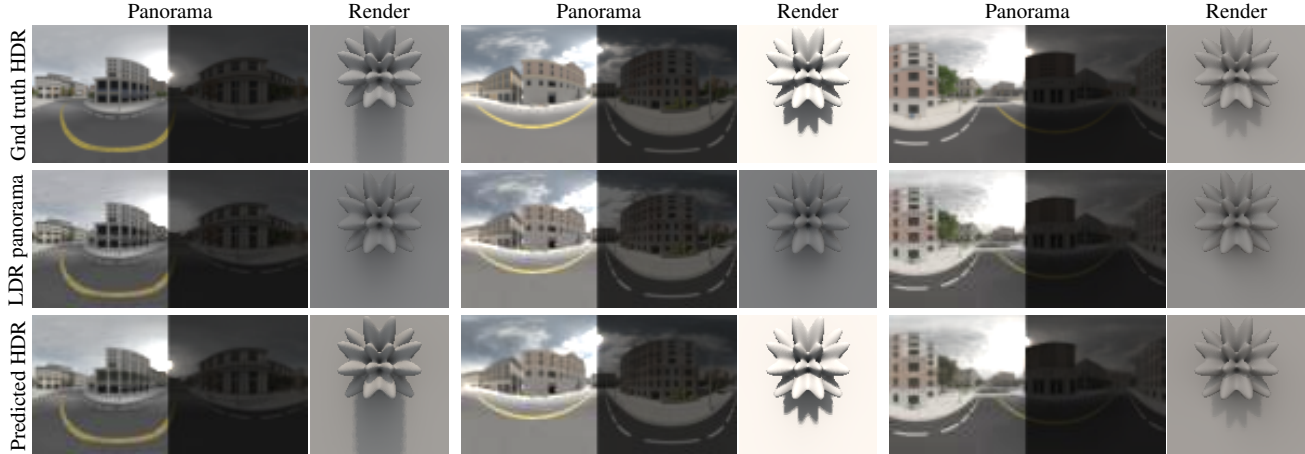 Panorama Render Panorama Render Panorama Render
Gnd truth HDR
LDR panorama
Predicted HDR